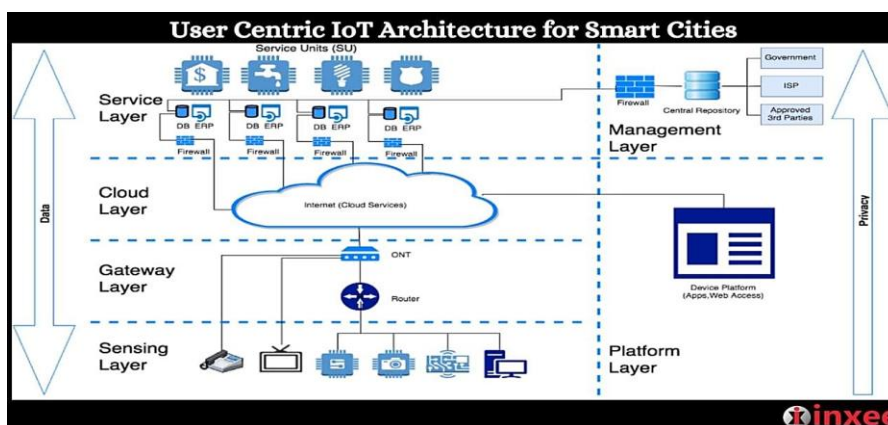 User Centric IoT Architecture for Smart Cities
Service Units (SU)
Service
Layer
DB ERP
DB ERP
DB ERP
DB ERP
Firewall
Firewall
Firewall
Firewall
Firewall
Central Repository
Government
ISP
Approved
3rd Parties
Management
Layer
Cloud
Layer
Internet (Cloud Services)
Data
Privacy
Gateway
Layer
ONT
Router
Device Platform
(Apps,Web Access)
Sensing
Layer
Platform
Layer
inxee